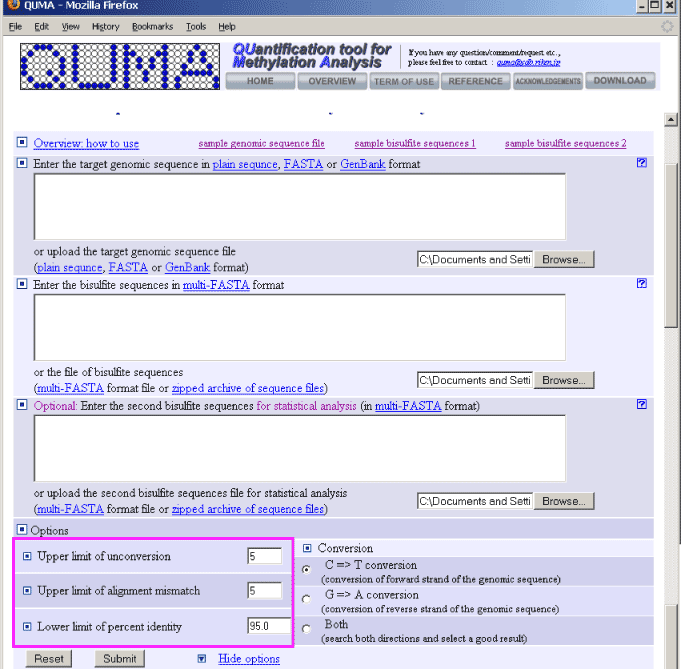 QUMA - Mozilla Firefox
File Edit View History Bookmarks Tools Help
QUMA
QUantification tool for
Methylation Analysis
If you have any question/comment/request etc.,
please feel free to contact : quma@cdb.riken.jp
HOME OVERVIEW TERM OF USE REFERENCE ACKNOWLEDGEMENTS DOWNLOAD
Overview: how to use sample genomic sequence file sample bisulfite sequences 1 sample bisulfite sequences 2
Enter the target genomic sequence in plain sequnce, FASTA or GenBank format ?
or upload the target genomic sequence file
(plain sequnce, FASTA or GenBank format)
C:\Documents and Setti Browse...
Enter the bisulfite sequences in multi-FASTA format ?
or the file of bisulfite sequences
(multi-FASTA format file or zipped archive of sequence files)
C:\Documents and Setti Browse...
Optional: Enter the second bisulfite sequences for statistical analysis (in multi-FASTA format) ?
or upload the second bisulfite sequences file for statistical analysis
(multi-FASTA format file or zipped archive of sequence files)
C:\Documents and Setti Browse...
Options
Upper limit of unconversion 5
Upper limit of alignment mismatch 5
Lower limit of percent identity 95.0
Conversion
C => T conversion
(conversion of forward strand of the genomic sequence)
G => A conversion
(conversion of reverse strand of the genomic sequence)
Both
(search both directions and select a good result)
Reset Submit Hide options